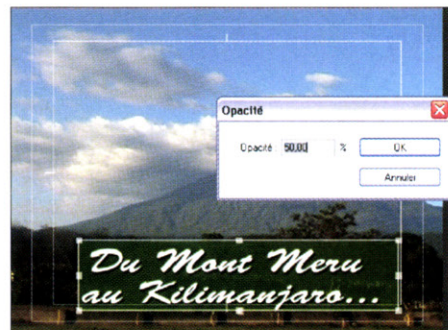 Opacité
Opacité : 50,00 %
OK
Annuler
Du Mont Meru
au Kilimanjaro...